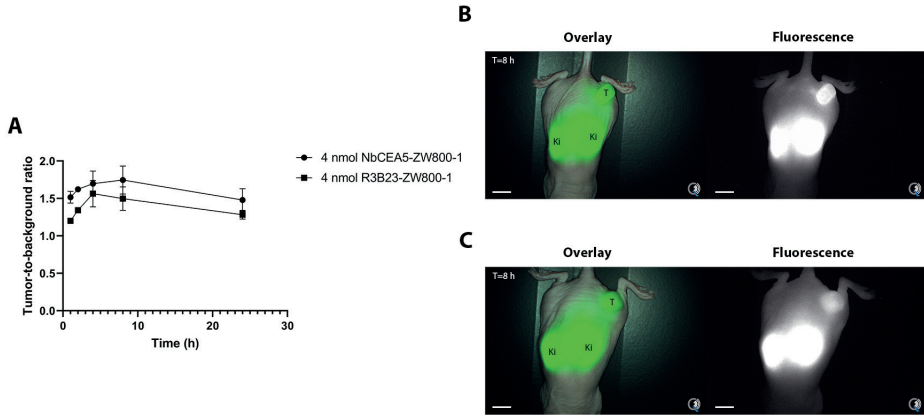 A
Tumor-to-background ratio
2.0
1.5
1.0
0.5
0.0
0
10
20
30
Time (h)
4 nmol NbCEA5-ZW800-1
4 nmol R3B23-ZW800-1
B
Overlay
Fluorescence
T=8 h
T
Ki
Ki
C
Overlay
Fluorescence
T=8 h
T
Ki
Ki